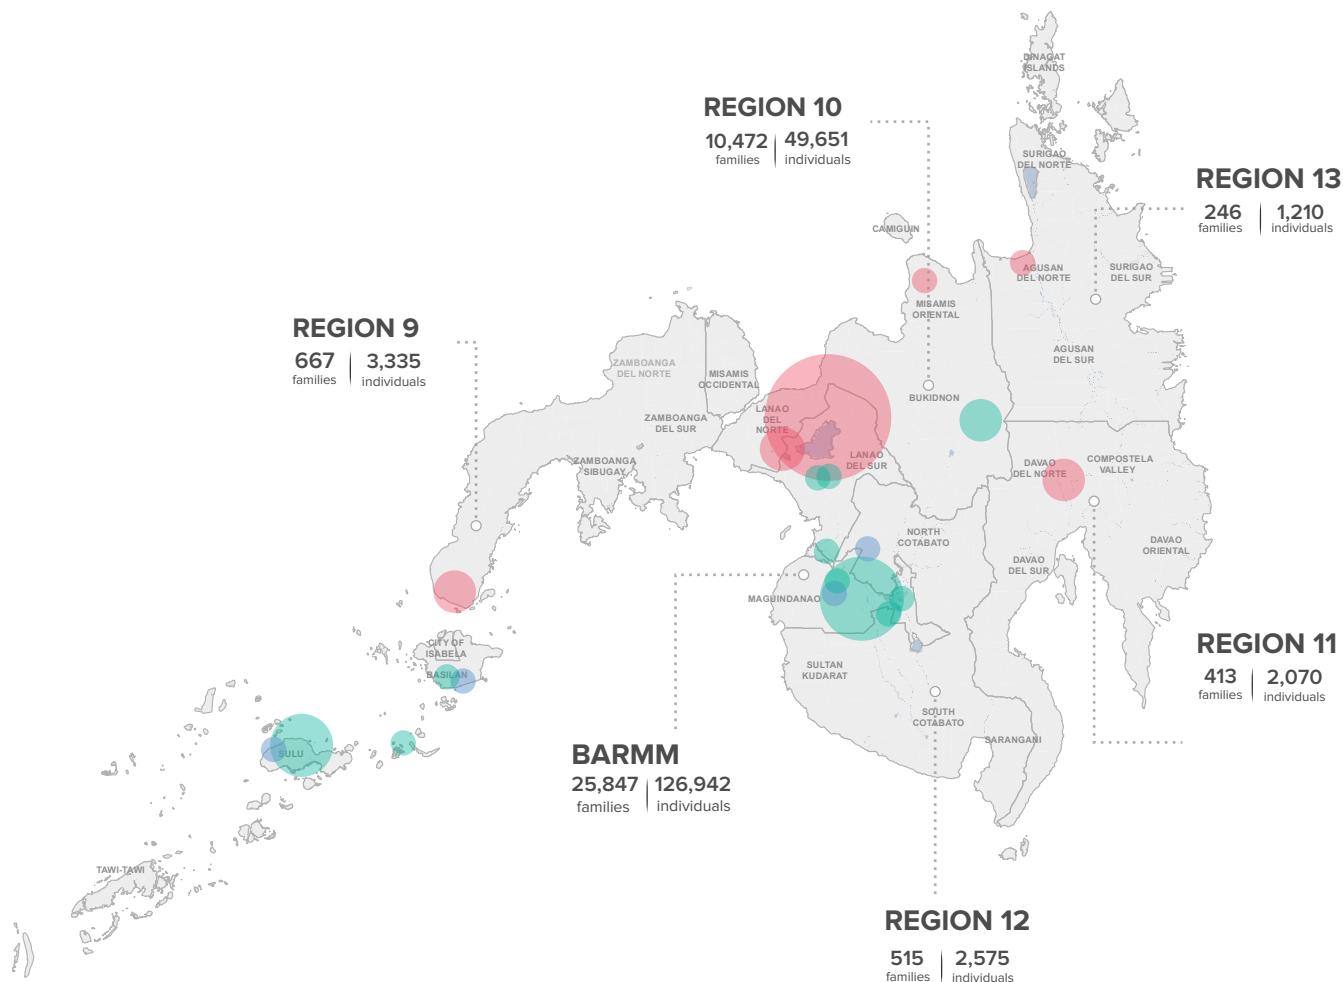 DINAGAT
ISLANDS
REGION 10
10,472 | 49,651
families individuals
SURIGAO
DEL NORTE
REGION 13
246 | 1,210
families individuals
CAMIGUIN
AGUSAN
DEL NORTE
SURIGAO
DEL SUR
MISAMIS
ORIENTAL
REGION 9
667 | 3,335
families individuals
AGUSAN
DEL SUR
ZAMBOANGA
DEL NORTE
MISAMIS
OCCIDENTAL
BUKIDNON
LANAO
DEL
NORTE
ZAMBOANGA
DEL SUR
LANAO
DEL SUR
ZAMBOANGA
SIBUGAY
DAVAO
DEL NORTE
COMPOSTELA
VALLEY
NORTH
COTABATO
DAVAO
ORIENTAL
DAVAO
DEL SUR
MAGUINDANAO
CITY OF
ISABELA
BASILAN
SULTAN
KUDARAT
REGION 11
413 | 2,070
families individuals
SOUTH
COTABATO
SARANGANI
SULU
BARMM
25,847 | 126,942
families individuals
TAWI-TAWI
REGION 12
515 | 2,575
families individuals